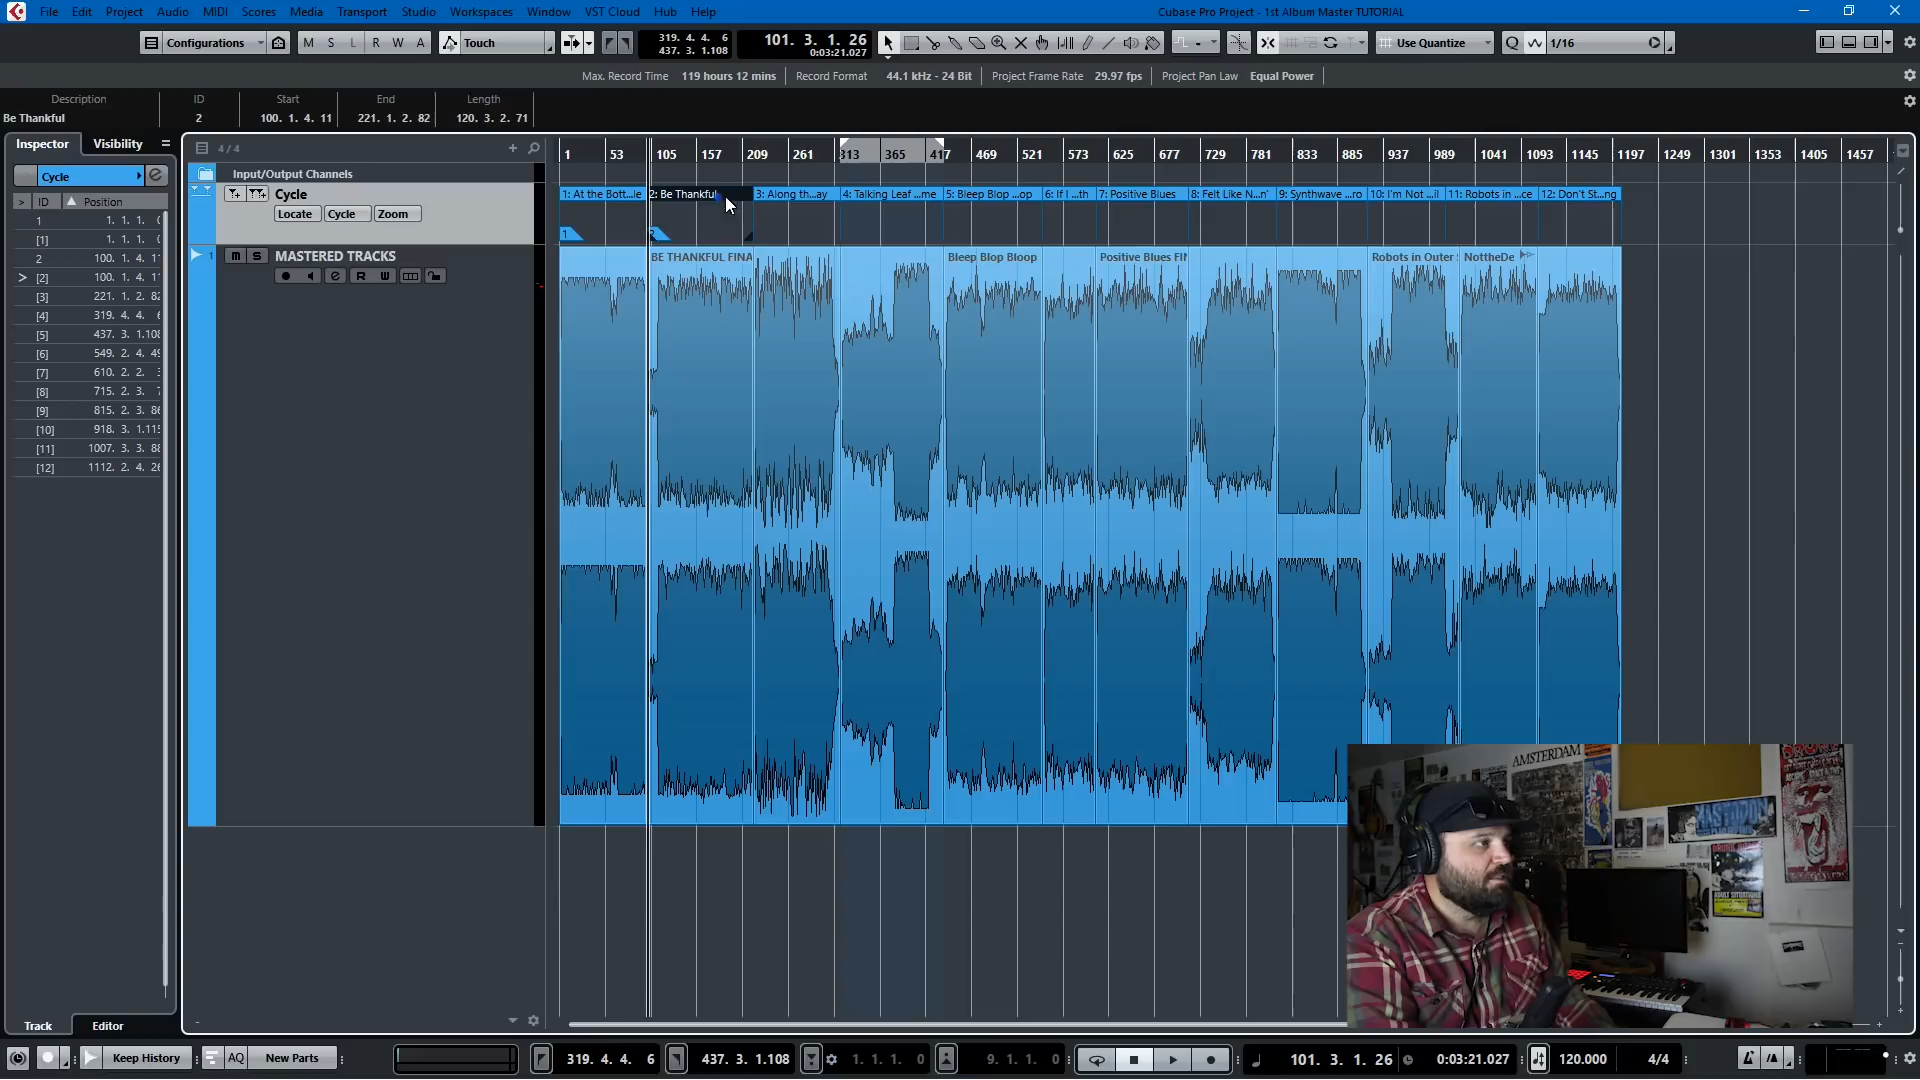 File Edit Project Audio MIDI Scores Media Transport Studio Workspaces Window VST Cloud Hub Help Cubase Pro Project - 1st Album Master TUTORIAL
Configurations M S L R W A Touch 319. 4. 4. 6 101. 3. 1. 26 Use Quantize Q 1/16
437. 3. 1.108 0:03:21.027
Max. Record Time 119 hours 12 mins Record Format 44.1 kHz - 24 Bit Project Frame Rate 29.97 fps Project Pan Law Equal Power
Description ID Start End Length
Be Thankful 2 100. 1. 4. 11 221. 1. 2. 82 120. 3. 2. 71
Inspector Visibility 4 / 4
1 53 105 157 209 261 313 365 417 469 521 573 625 677 729 781 833 885 937 989 1041 1093 1145 1197 1249 1301 1353 1405 1457
Cycle Input/Output Channels
Cycle 1: At the Bott...le 2: Be Thankful 3: Along th...ay 4: Talking Leaf ...me 5: Bleep Blop ...op 6: If I ...th 7: Positive Blues 8: Felt Like N...n' 9: Synthwave ...ro 10: I'm Not ...il 11: Robots in ...ce 12: Don't St...ng
> ID Position
Locate Cycle Zoom
1 1. 1. 1.
[1] 1. 1. 1.
2 100. 1. 4. 11
[2] 100. 1. 4. 11
[3] 221. 1. 2. 82
[4] 319. 4. 4. 6
[5] 437. 3. 1.108
[6] 549. 2. 4. 49
[7] 610. 2. 2. 3
[8] 715. 2. 3. 7
[9] 815. 2. 3. 86
[10] 918. 3. 1.115
[11] 1007. 3. 3. 88
[12] 1112. 2. 4. 26
1 m s MASTERED TRACKS
e R W
BE THANKFUL FINA Bleep Blop Bloop Positive Blues FIN Robots in Outer NottheDe
AMSTERDAM
MASTODON
Track Editor
Keep History AQ New Parts 319. 4. 4. 6 437. 3. 1.108 1. 1. 1. 0 9. 1. 1. 0 101. 3. 1. 26 0:03:21.027 120.000 4/4